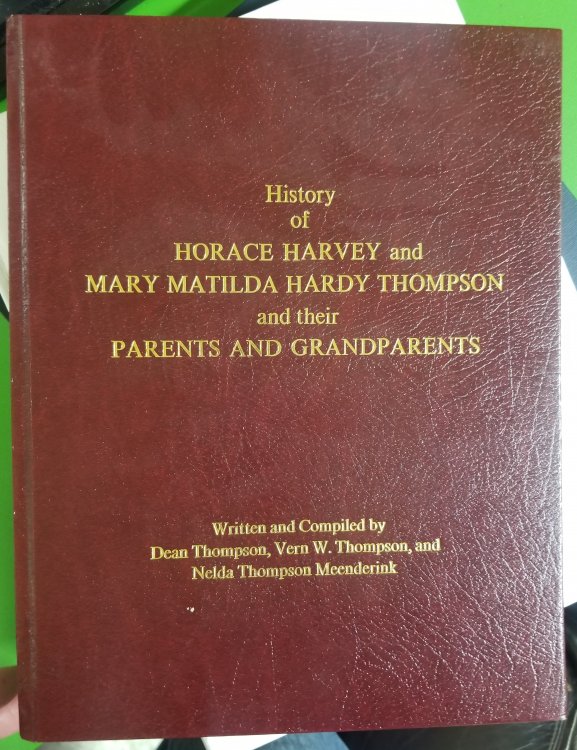 History
of
HORACE HARVEY and
MARY MATILDA HARDY THOMPSON
and their
PARENTS AND GRANDPARENTS
Written and Compiled by
Dean Thompson, Vern W. Thompson, and
Nelda Thompson Meenderink